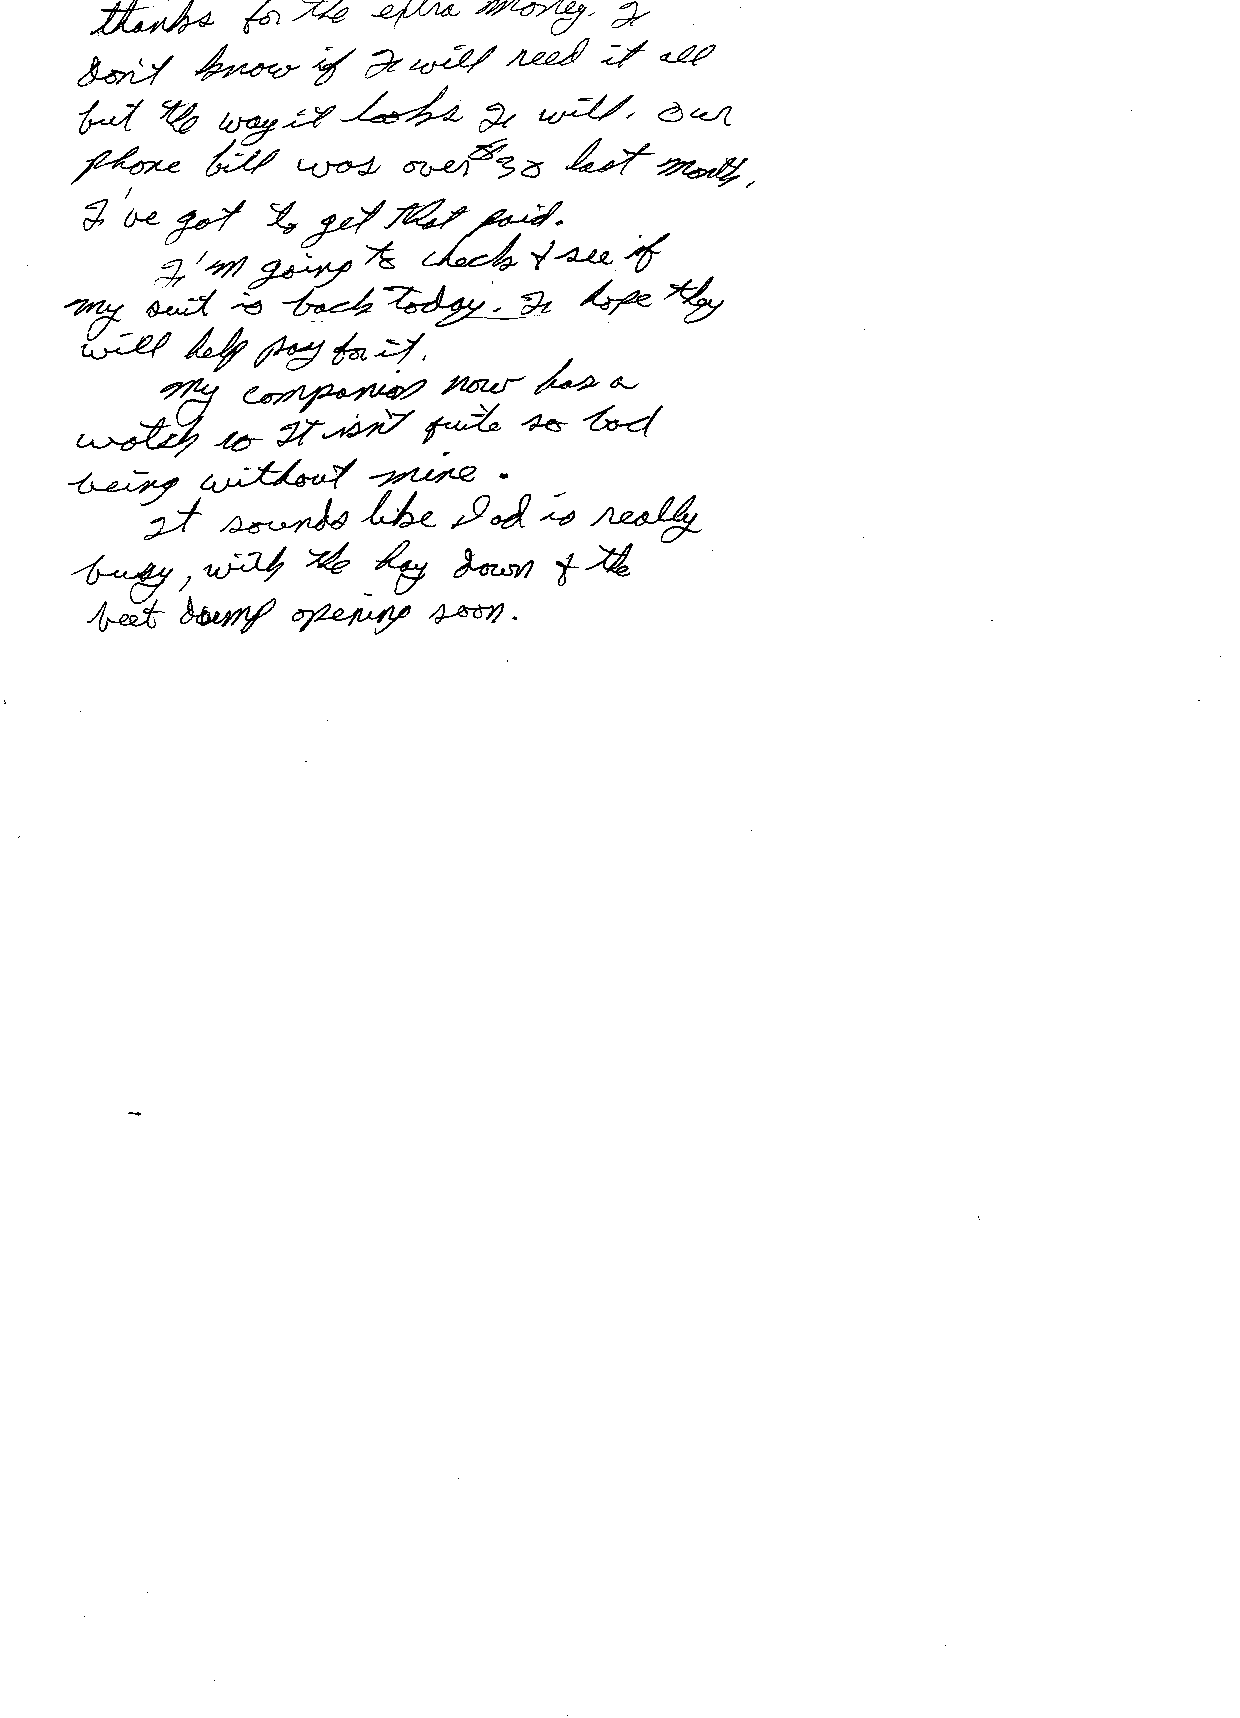 thanks for the extra money. I
don't know if I will need it all
but the way it looks I will. Our
phone bill was over $30 last month.
I've got to get that paid.
I'm going to check & see if
my suit is back today. I hope they
will help pay for it.
My companion now has a
watch so It isn't quite so bad
being without mine.
It sounds like Dad is really
busy, with the hay down & the
beet dump opening soon.